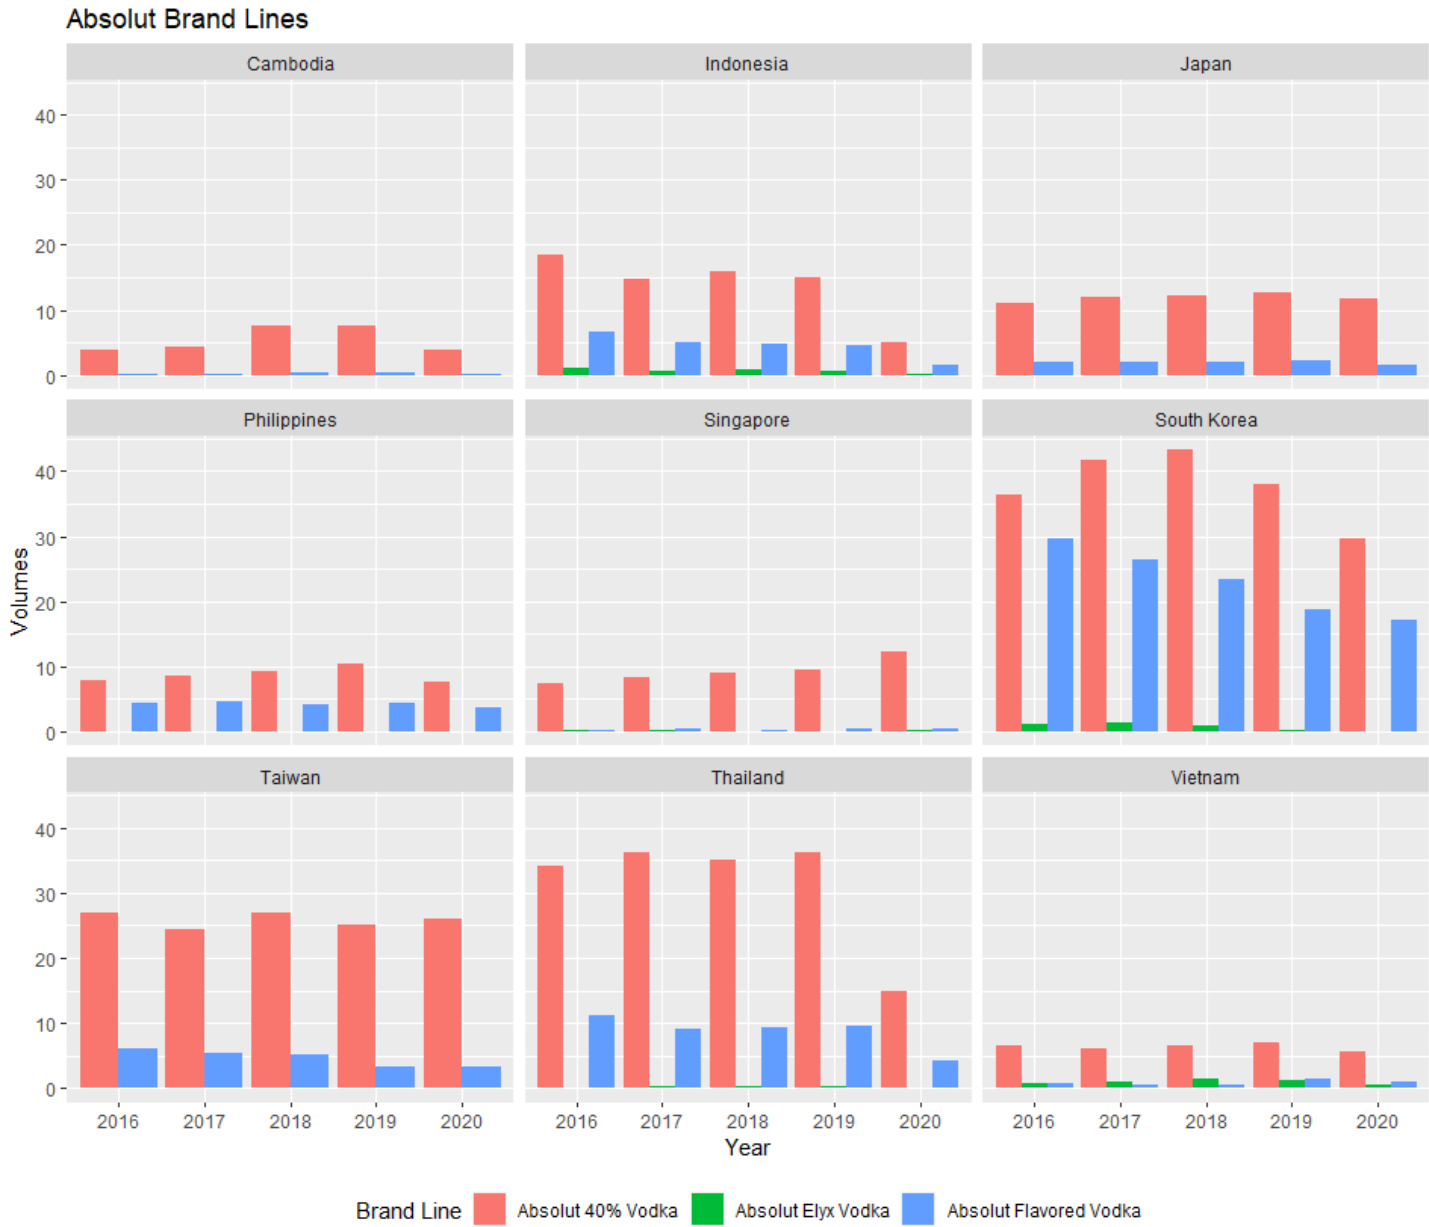 Absolut Brand Lines
Cambodia Indonesia Japan
40
30
20
10
0
Philippines Singapore South Korea
40
30
20
10
0
Volumes
Taiwan Thailand Vietnam
40
30
20
10
0
2016 2017 2018 2019 2020 2016 2017 2018 2019 2020 2016 2017 2018 2019 2020
Year
Brand Line Absolut 40% Vodka Absolut Elyx Vodka Absolut Flavored Vodka